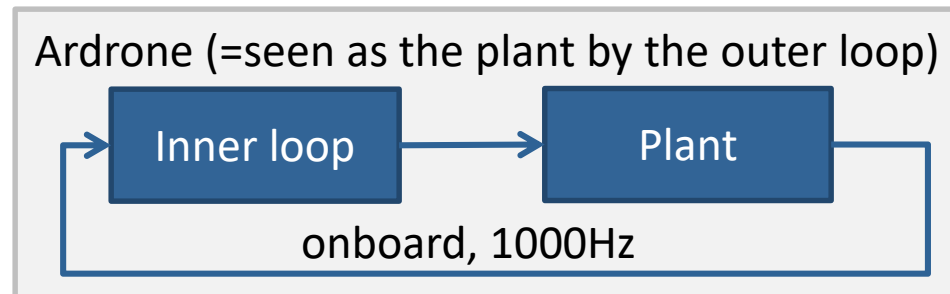 Ardrone (=seen as the plant by the outer loop)
Inner loop
Plant
onboard, 1000Hz